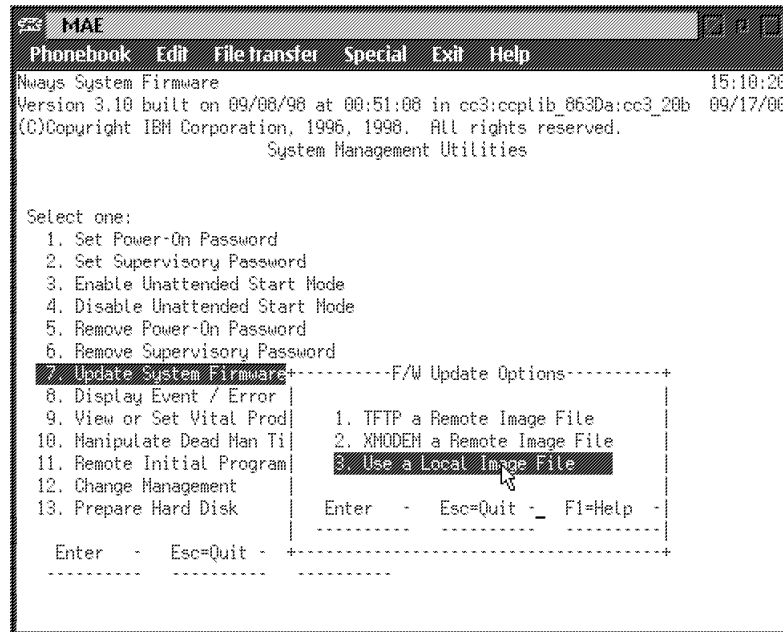 MAE
Phonebook Edit File transfer Special Exit Help
Nways System Firmware 15:10:20
Version 3.10 built on 09/08/98 at 00:51:08 in cc3:ccplib_863Da:cc3_20b 09/17/00
(C)Copyright IBM Corporation, 1996, 1998. All rights reserved.
System Management Utilities
Select one:
1. Set Power-On Password
2. Set Supervisory Password
3. Enable Unattended Start Mode
4. Disable Unattended Start Mode
5. Remove Power-On Password
6. Remove Supervisory Password
7. Update System Firmware+----------F/W Update Options----------+
8. Display Event / Error |
9. View or Set Vital Prod| 1. TFTP a Remote Image File |
10. Manipulate Dead Man Ti| 2. XMODEM a Remote Image File |
11. Remote Initial Program| 3. Use a Local Image File |
12. Change Management |
13. Prepare Hard Disk | Enter - Esc=Quit -_ F1=Help -|
Enter - Esc=Quit -